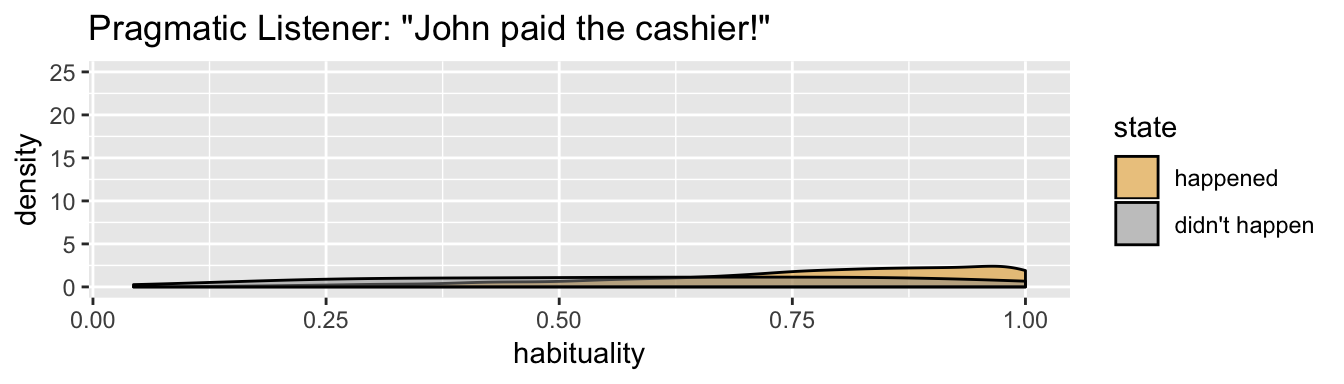 Pragmatic Listener: "John paid the cashier!"
25
20
15
10
5
0
density
0.00 0.25 0.50 0.75 1.00
habituality
state
happened
didn't happen